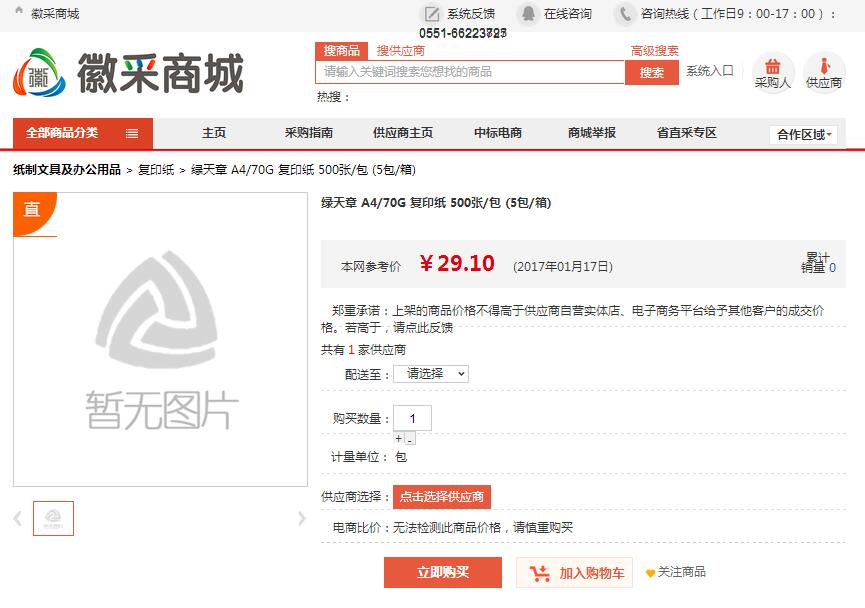 徽采商城
系统反馈
在线咨询
咨询热线（工作日9：00-17：00）：
徽
徽采商城
搜商品
搜供应商
高级搜索
请输入关键词搜索您想找的商品
搜索
系统入口
采购人
供应商
热搜：
全部商品分类
主页
采购指南
供应商主页
中标电商
商城举报
省直采专区
合作区域
纸制文具及办公用品 > 复印纸 > 绿天章 A4/70G 复印纸 500张/包 (5包/箱)
直
暂无图片
绿天章 A4/70G 复印纸 500张/包 (5包/箱)
本网参考价 ￥29.10 (2017年01月17日)
累计
销量 0
郑重承诺：上架的商品价格不得高于供应商自营实体店、电子商务平台给予其他客户的成交价
格。若高于，请点此反馈
共有 1 家供应商
配送至： 请选择
购买数量： 1
+ -
计量单位： 包
供应商选择： 点击选择供应商
电商比价：无法检测此商品价格，请慎重购买
立即购买
加入购物车
关注商品